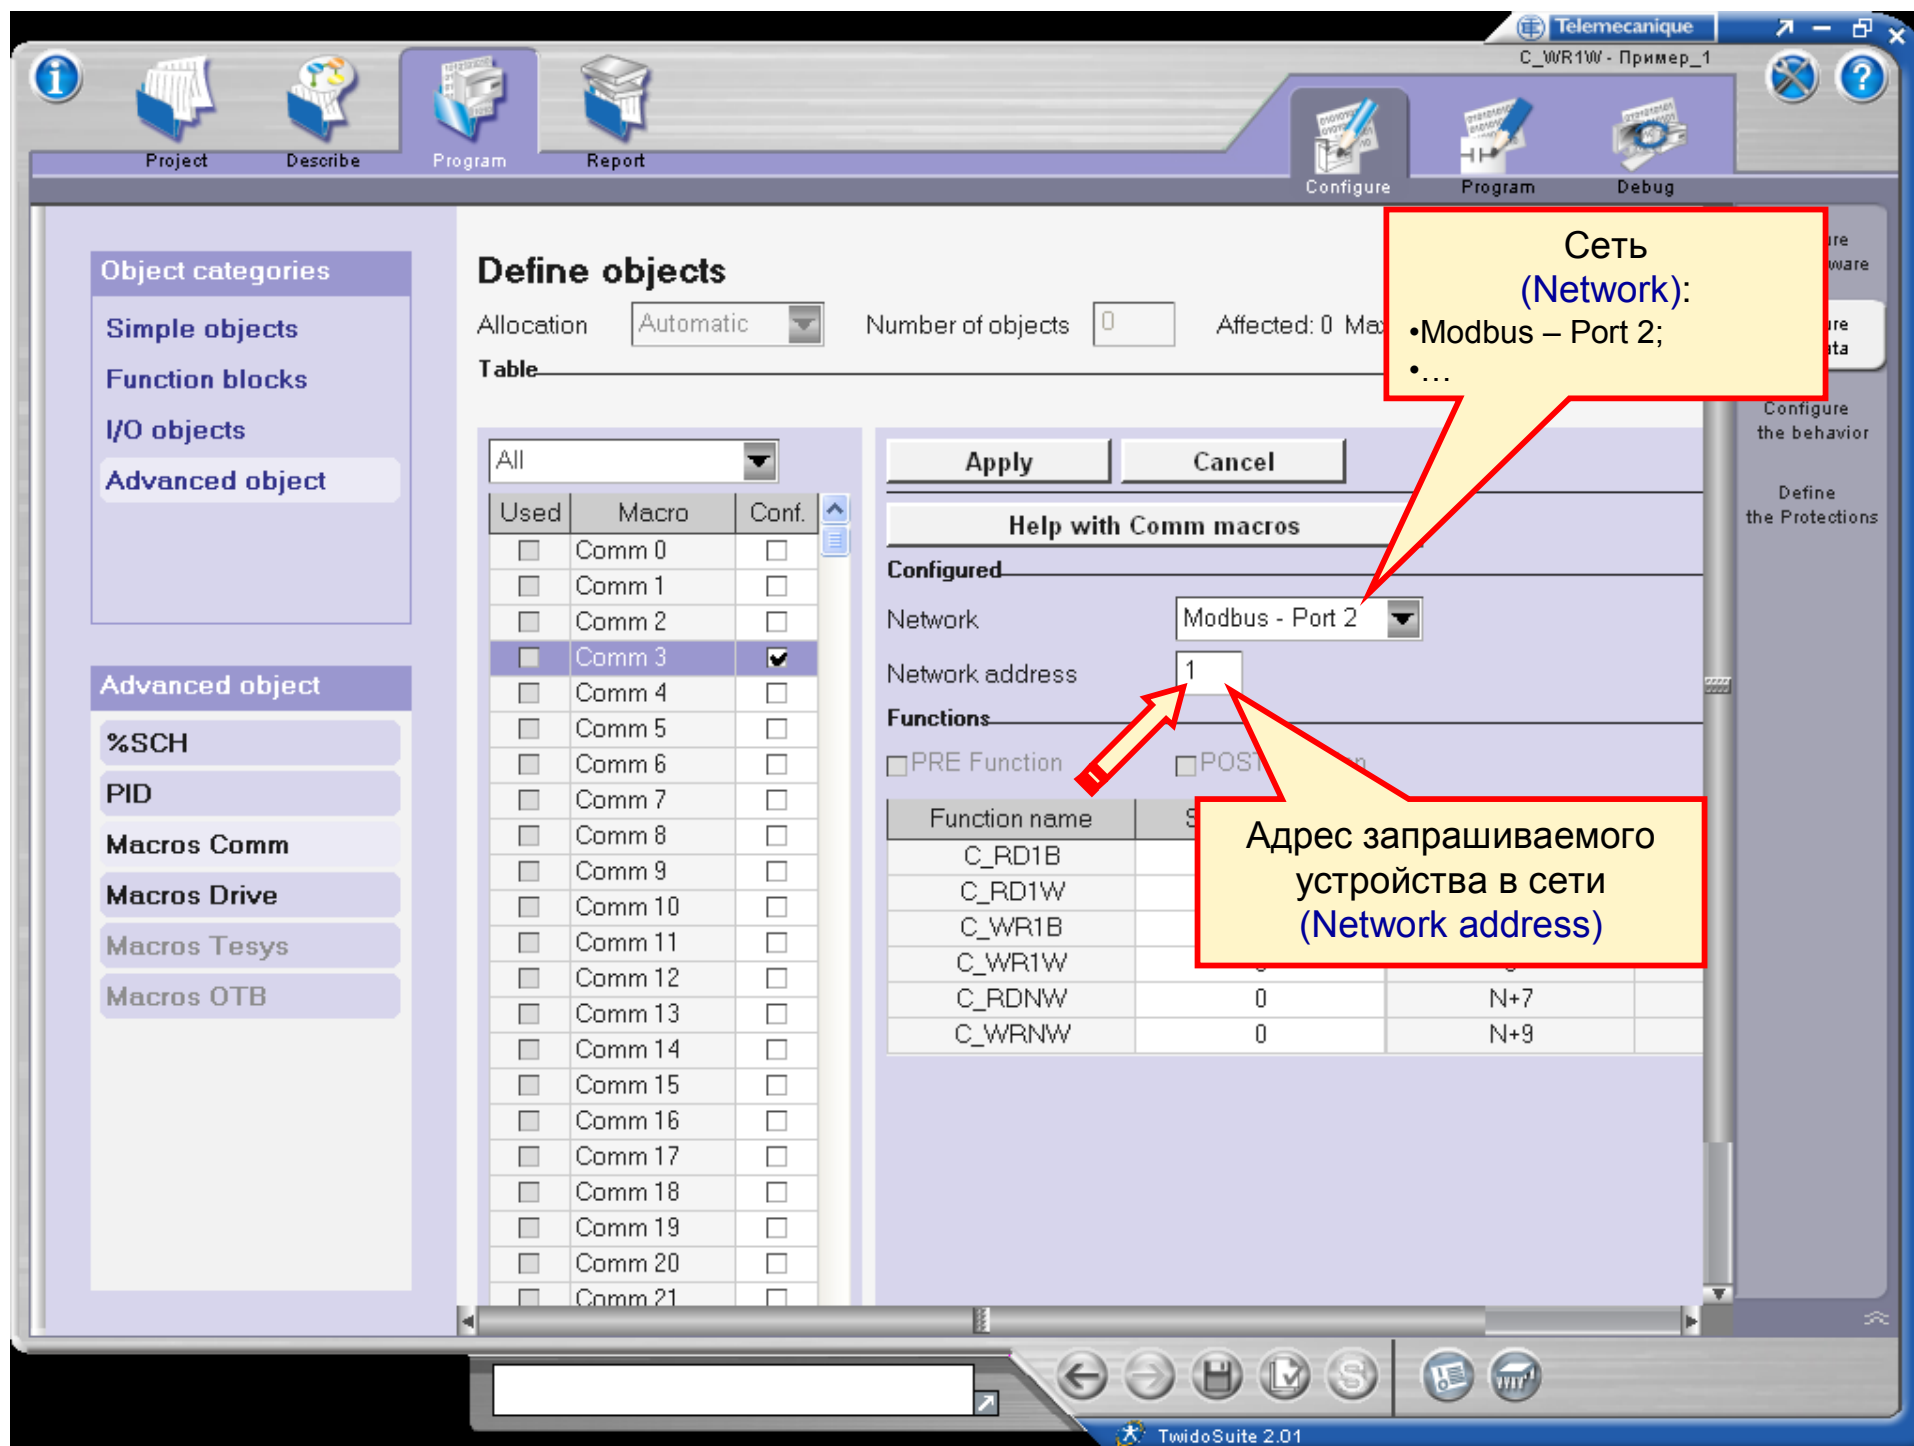 Telemecanique
C_WR1W - Пример_1
Project
Describe
Program
Report
Configure
Program
Debug
Object categories
Simple objects
Function blocks
I/O objects
Advanced object
Advanced object
%SCH
PID
Macros Comm
Macros Drive
Macros Tesys
Macros OTB
Define objects
Allocation Automatic Number of objects 0 Affected: 0
Table
All
Used Macro Conf.
Comm 0
Comm 1
Comm 2
Comm 3
Comm 4
Comm 5
Comm 6
Comm 7
Comm 8
Comm 9
Comm 10
Comm 11
Comm 12
Comm 13
Comm 14
Comm 15
Comm 16
Comm 17
Comm 18
Comm 19
Comm 20
Comm 21
Apply Cancel
Help with Comm macros
Configured
Network Modbus - Port 2
Network address 1
Functions
PRE Function POST
Function name
C_RD1B
C_RD1W
C_WR1B
C_WR1W
C_RDNW 0 N+7
C_WRNW 0 N+9
Сеть
(Network):
•Modbus – Port 2;
•…
Адрес запрашиваемого
устройства в сети
(Network address)
Configure
the behavior
Define
the Protections
TwidoSuite 2.01